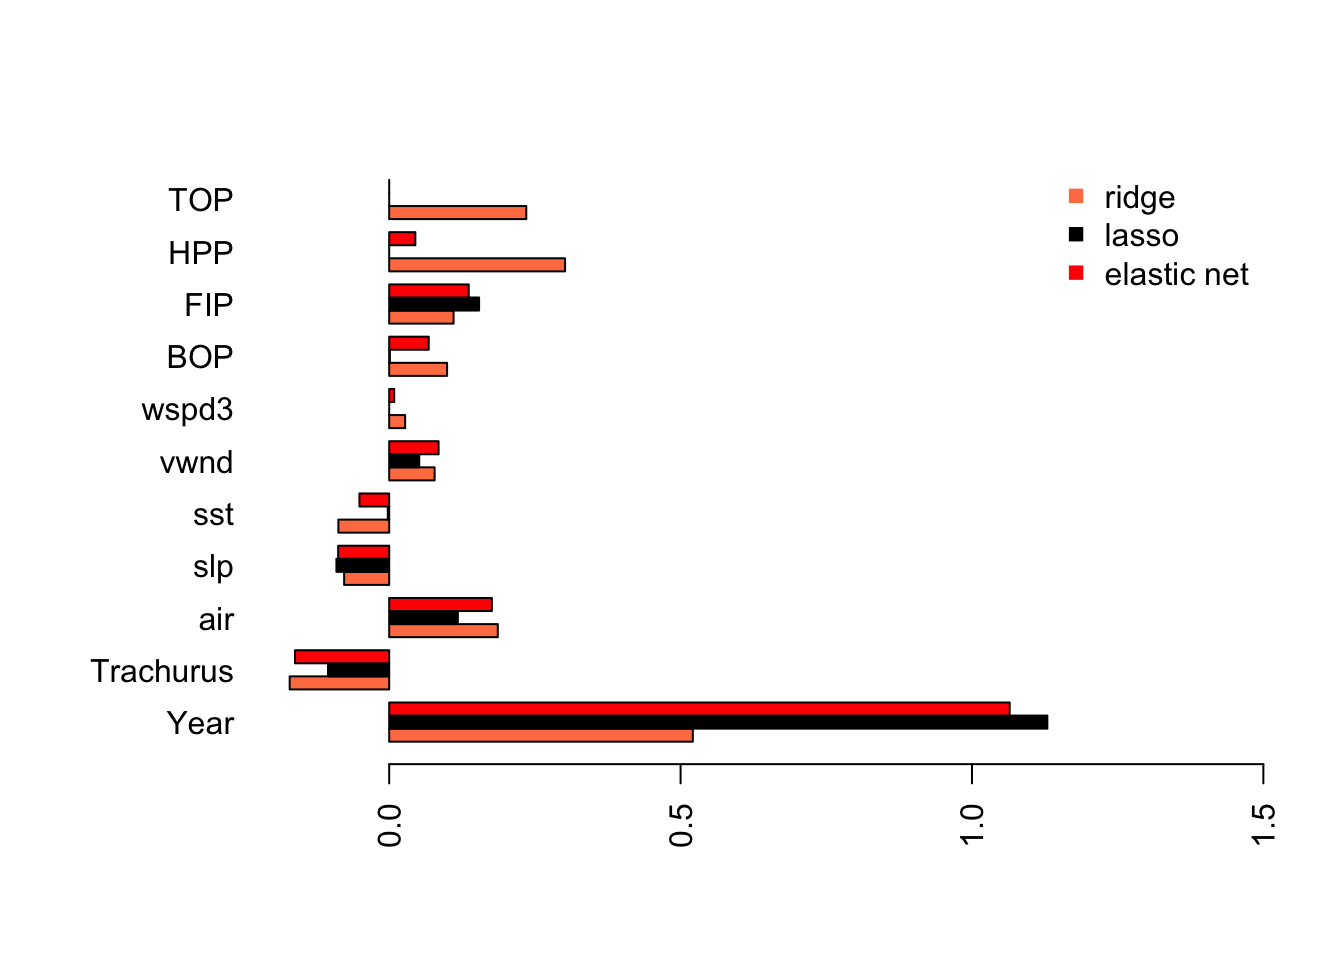 TOP
HPP
FIP
BOP
wspd3
vwnd
sst
slp
air
Trachurus
Year
ridge
lasso
elastic net
0.0
0.5
1.0
1.5